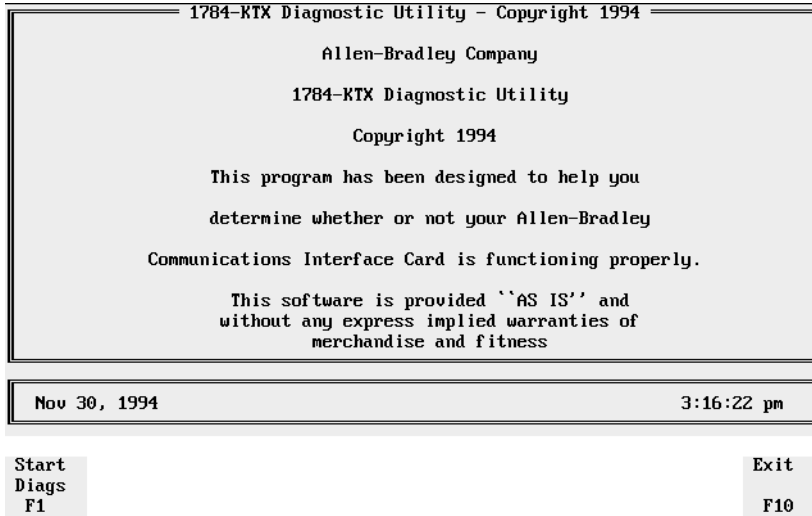 1784-KTX Diagnostic Utility - Copyright 1994
Allen-Bradley Company
1784-KTX Diagnostic Utility
Copyright 1994
This program has been designed to help you
determine whether or not your Allen-Bradley
Communications Interface Card is functioning properly.
This software is provided ``AS IS'' and
without any express implied warranties of
merchandise and fitness
Nov 30, 1994 3:16:22 pm
Start Exit
Diags
F1 F10